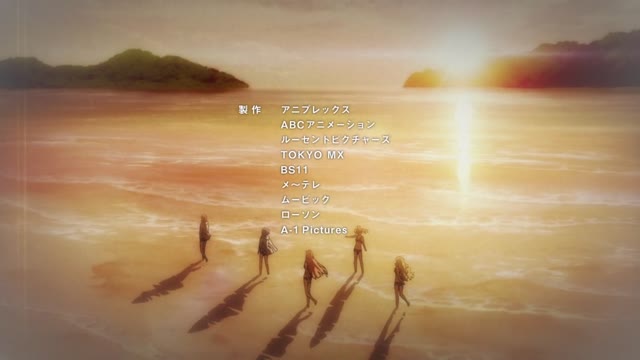 製作 アニプレックス
ABCアニメーション
ルーセントピクチャーズ
TOKYO MX
BS11
メ〜テレ
ムービック
ローソン
A-1 Pictures